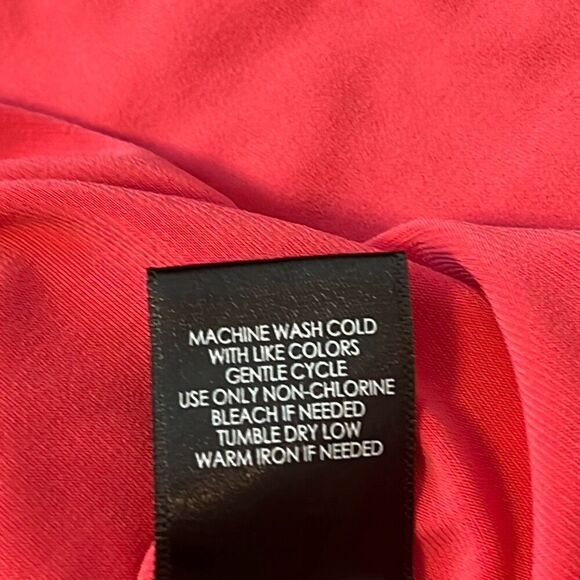 MACHINE WASH COLD
WITH LIKE COLORS
GENTLE CYCLE
USE ONLY NON-CHLORINE
BLEACH IF NEEDED
TUMBLE DRY LOW
WARM IRON IF NEEDED